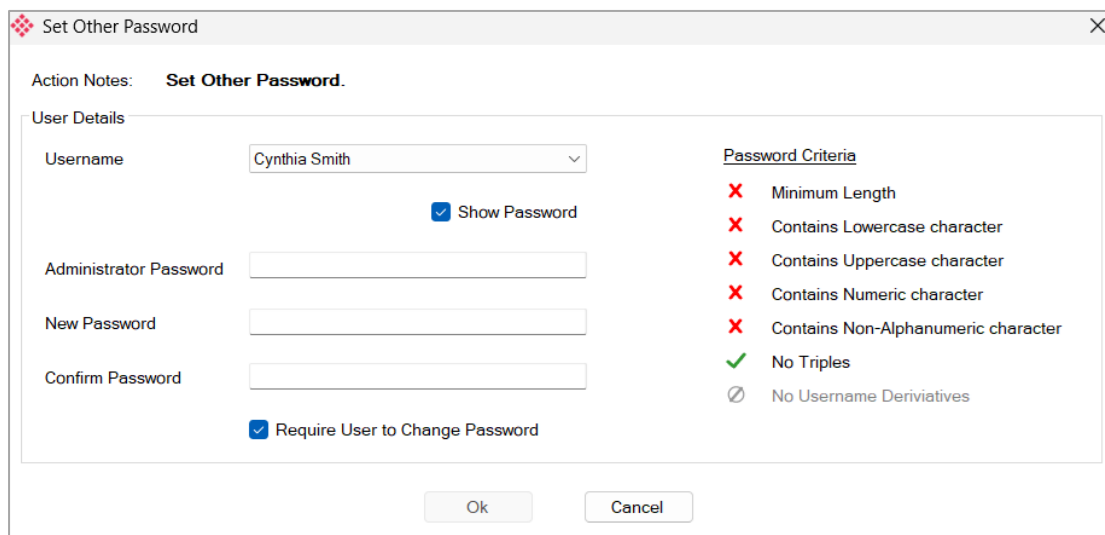 Set Other Password
Action Notes: Set Other Password.
User Details
Username Cynthia Smith
Show Password
Administrator Password
New Password
Confirm Password
Require User to Change Password
Password Criteria
Minimum Length
Contains Lowercase character
Contains Uppercase character
Contains Numeric character
Contains Non-Alphanumeric character
No Triples
No Username Deriviatives
Ok Cancel